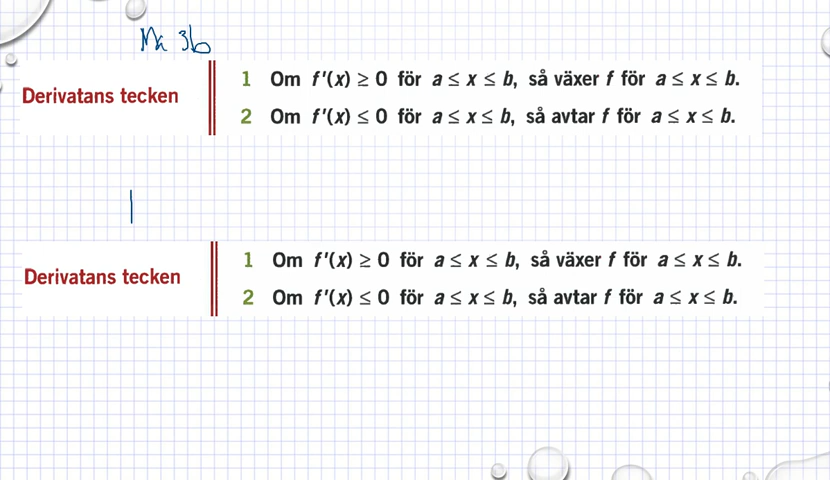 Ma 3b
Derivatans tecken
1 Om f'(x) ≥ 0 för a ≤ x ≤ b, så växer f för a ≤ x ≤ b.
2 Om f'(x) ≤ 0 för a ≤ x ≤ b, så avtar f för a ≤ x ≤ b.
Derivatans tecken
1 Om f'(x) ≥ 0 för a ≤ x ≤ b, så växer f för a ≤ x ≤ b.
2 Om f'(x) ≤ 0 för a ≤ x ≤ b, så avtar f för a ≤ x ≤ b.